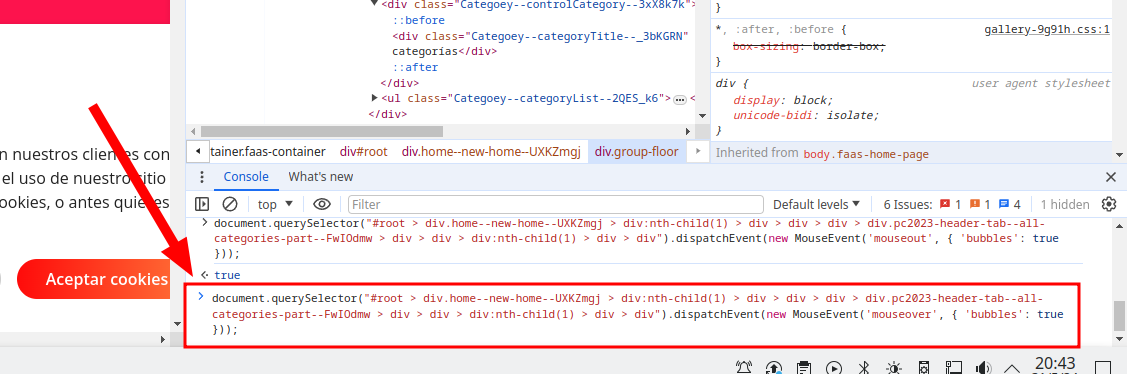 <div class="Categoey--controlCategory--3xX8k7k">
::before
<div class="Categoey--categoryTitle--_3bKGRN"
categorías</div>
::after
</div>
<ul class="Categoey--categoryList--2QES_k6"> … <
</div>
}
*, :after, :before {
gallery-9g91h.css:1
box-sizing: border-box;
}
div {
user agent stylesheet
display: block;
unicode-bidi: isolate;
}
Inherited from body.faas-home-page
tainer.faas-container div#root div.home--new-home--UXKZmgj div.group-floor
Console What's new
top Filter Default levels 6 Issues: 1 1 4 1 hidden
document.querySelector("#root > div.home--new-home--UXKZmgj > div:nth-child(1) > div > div > div > div.pc2023-header-tab--all-
categories-part--FwIOdmw > div > div > div:nth-child(1) > div > div").dispatchEvent(new MouseEvent('mouseout', { 'bubbles': true
}));
true
document.querySelector("#root > div.home--new-home--UXKZmgj > div:nth-child(1) > div > div > div > div.pc2023-header-tab--all-
categories-part--FwIOdmw > div > div > div:nth-child(1) > div > div").dispatchEvent(new MouseEvent('mouseover', { 'bubbles': true
}));
n nuestros clientes con
el uso de nuestro sitio
ookies, o antes quieres
Aceptar cookies
20:43